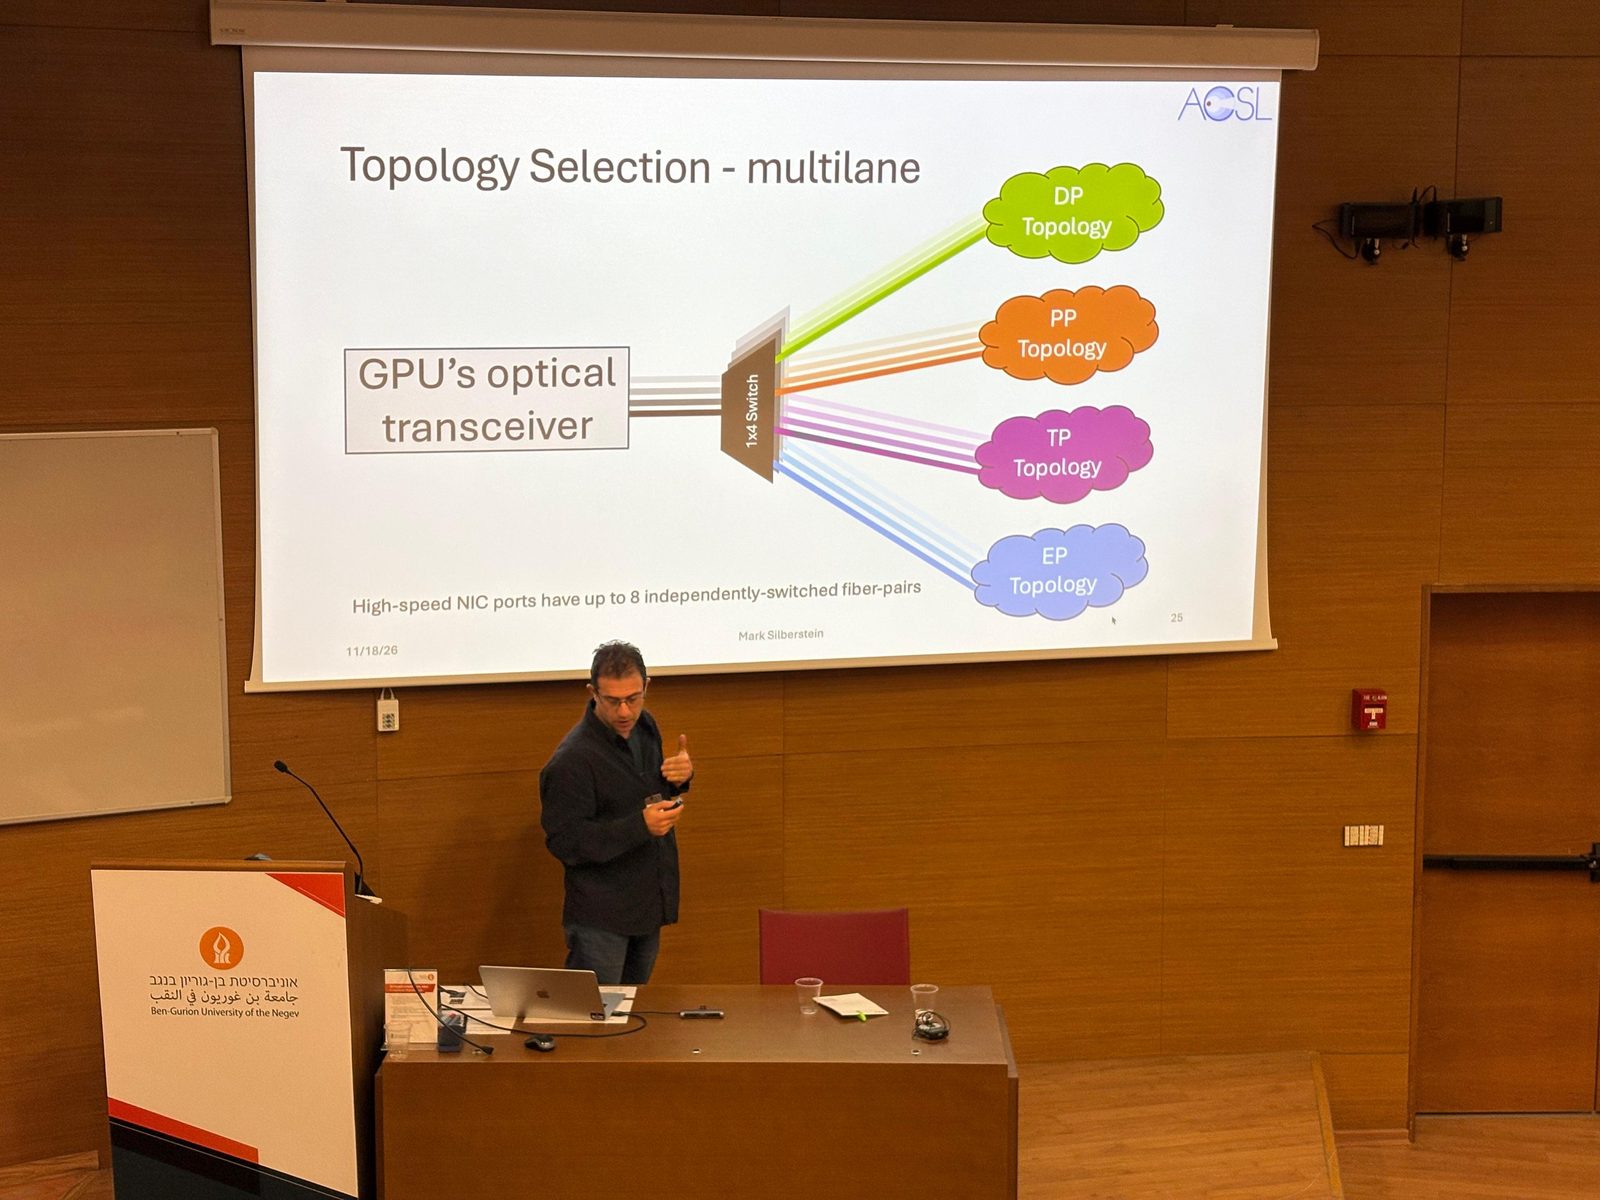 ACSL
Topology Selection - multilane
DP
Topology
PP
Topology
GPU's optical
transceiver
1x4 Switch
TP
Topology
EP
Topology
High-speed NIC ports have up to 8 independently-switched fiber-pairs
11/18/26
Mark Silberstein
25
אוניברסיטת בן-גוריון בנגב
جامعة بن غوريون في النقب
Ben-Gurion University of the Negev